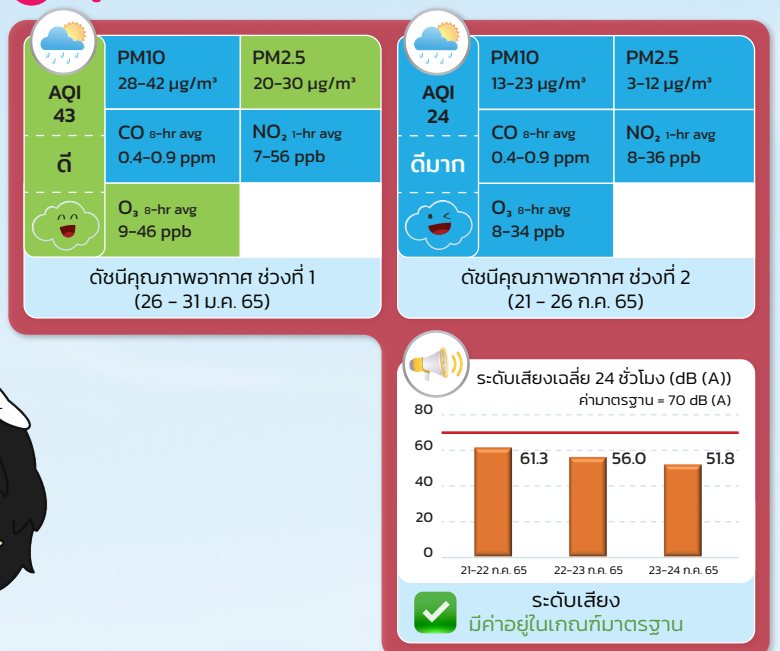 AQI
43
ดี
PM10
28-42 µg/m³
PM2.5
20-30 µg/m³
CO 8-hr avg
0.4-0.9 ppm
NO₂ 1-hr avg
7-56 ppb
O₃ 8-hr avg
9-46 ppb
ดัชนีคุณภาพอากาศ ช่วงที่ 1
(26 - 31 ม.ค. 65)
AQI
24
ดีมาก
PM10
13-23 µg/m³
PM2.5
3-12 µg/m³
CO 8-hr avg
0.4-0.9 ppm
NO₂ 1-hr avg
8-36 ppb
O₃ 8-hr avg
8-34 ppb
ดัชนีคุณภาพอากาศ ช่วงที่ 2
(21 - 26 ก.ค. 65)
ระดับเสียงเฉลี่ย 24 ชั่วโมง (dB (A))
ค่ามาตรฐาน = 70 dB (A)
80
60
40
20
0
61.3
56.0
51.8
21-22 ก.ค. 65
22-23 ก.ค. 65
23-24 ก.ค. 65
ระดับเสียง
มีค่าอยู่ในเกณฑ์มาตรฐาน